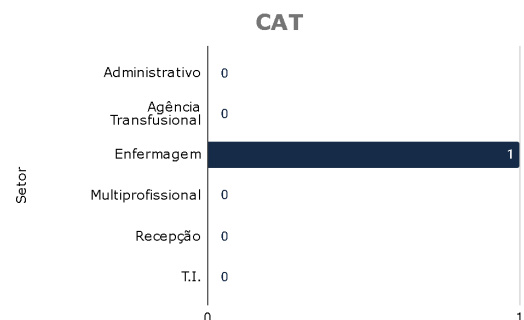 CAT
Setor
Administrativo 0
Agência
Transfusional 0
Enfermagem 1
Multiprofissional 0
Recepção 0
T.I. 0
0 1